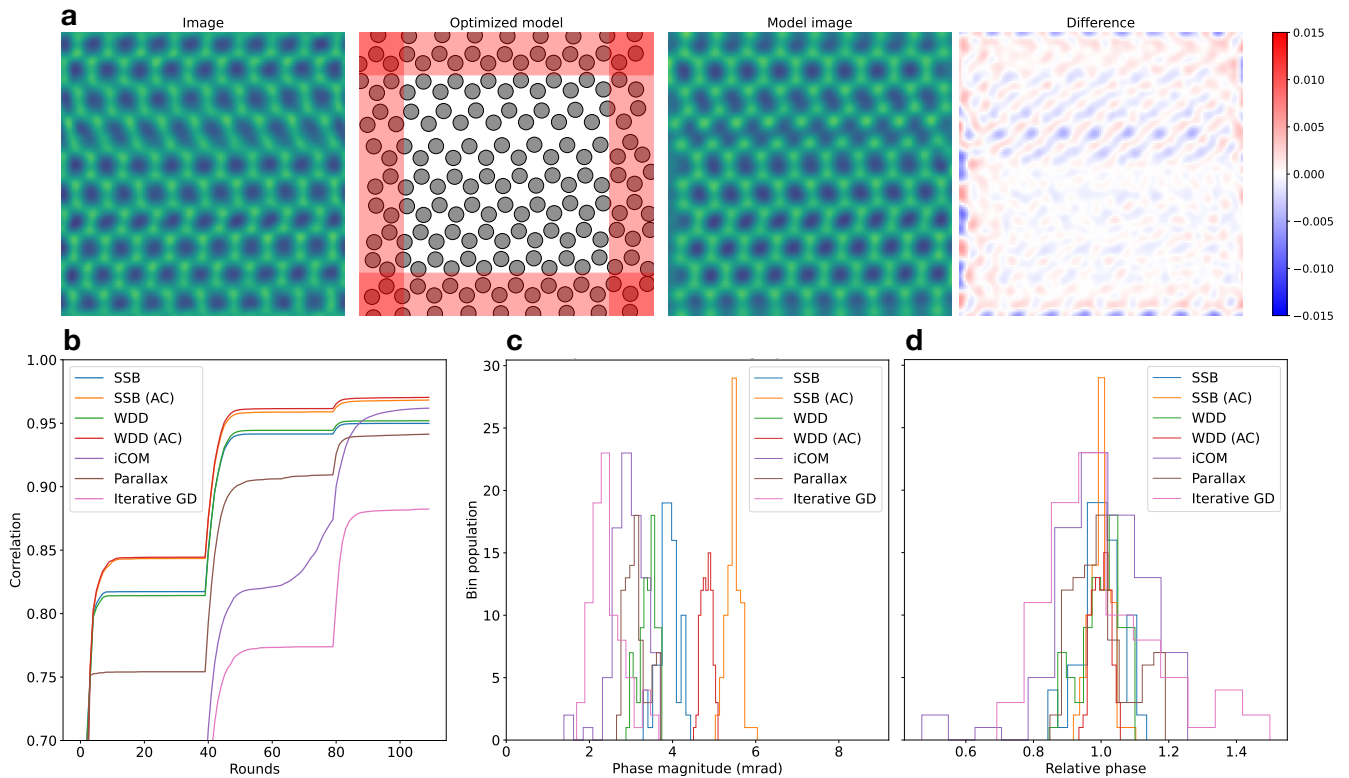 a
Image
Optimized model
Model image
Difference
0.015
0.010
0.005
0.000
−0.005
−0.010
−0.015
b
1.00
0.95
0.90
0.85
0.80
0.75
0.70
0
20
40
60
80
100
Rounds
Correlation
SSB
SSB (AC)
WDD
WDD (AC)
iCOM
Parallax
Iterative GD
c
30
25
20
15
10
5
0
0
2
4
6
8
Phase magnitude (mrad)
Bin population
SSB
SSB (AC)
WDD
WDD (AC)
iCOM
Parallax
Iterative GD
d
0.6
0.8
1.0
1.2
1.4
Relative phase
SSB
SSB (AC)
WDD
WDD (AC)
iCOM
Parallax
Iterative GD